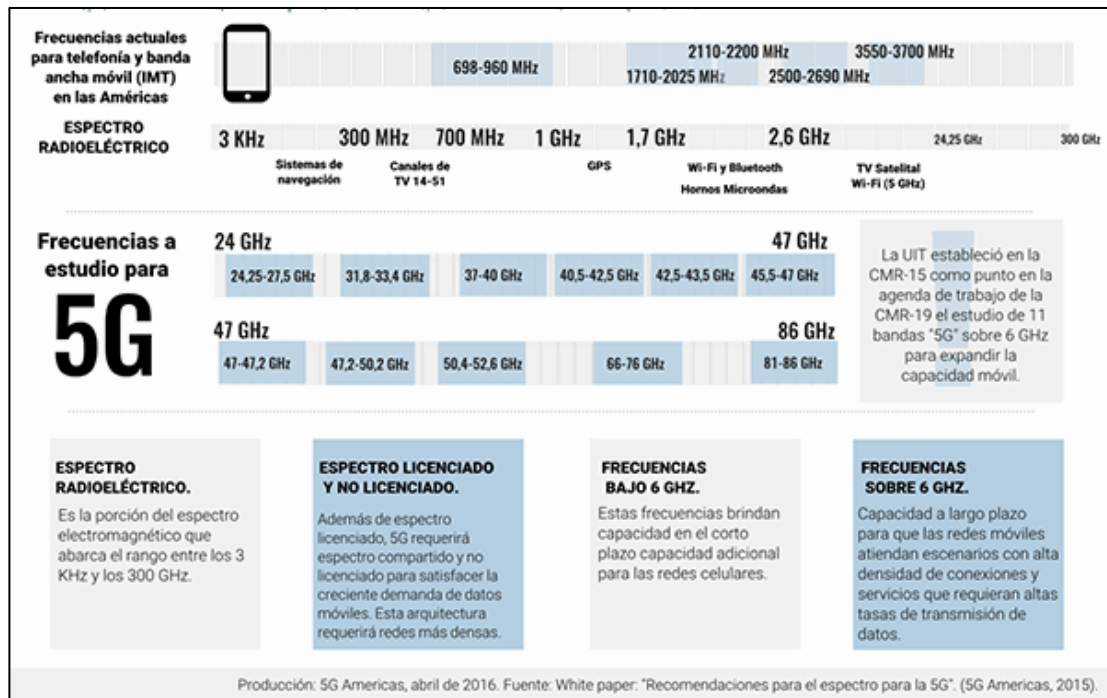 Frecuencias actuales
para telefonía y banda
ancha móvil (IMT)
en las Américas
698-960 MHz
1710-2025 MHz
2110-2200 MHz
2500-2690 MHz
3550-3700 MHz
ESPECTRO
RADIOELÉCTRICO
3 KHz 300 MHz 700 MHz 1 GHz 1,7 GHz 2,6 GHz 24,25 GHz 300 GHz
Sistemas de
navegación
Canales de
TV 14-51
GPS
Wi-Fi y Bluetooth
Hornos Microondas
TV Satelital
Wi-Fi (5 GHz)
Frecuencias a
estudio para
5G
24 GHz 47 GHz
24,25-27,5 GHz 31,8-33,4 GHz 37-40 GHz 40,5-42,5 GHz 42,5-43,5 GHz 45,5-47 GHz
47 GHz 86 GHz
47-47,2 GHz 47,2-50,2 GHz 50,4-52,6 GHz 66-76 GHz 81-86 GHz
La UIT estableció en la
CMR-15 como punto en la
agenda de trabajo de la
CMR-19 el estudio de 11
bandas "5G" sobre 6 GHz
para expandir la
capacidad móvil.
ESPECTRO
RADIOELÉCTRICO.
Es la porción del espectro
electromagnético que
abarca el rango entre los 3
KHz y los 300 GHz.
ESPECTRO LICENCIADO
Y NO LICENCIADO.
Además de espectro
licenciado, 5G requerirá
espectro compartido y no
licenciado para satisfacer la
creciente demanda de datos
móviles. Esta arquitectura
requerirá redes más densas.
FRECUENCIAS
BAJO 6 GHZ.
Estas frecuencias brindan
capacidad en el corto
plazo capacidad adicional
para las redes celulares.
FRECUENCIAS
SOBRE 6 GHZ.
Capacidad a largo plazo
para que las redes móviles
atiendan escenarios con alta
densidad de conexiones y
servicios que requieran altas
tasas de transmisión de
datos.
Producción: 5G Americas, abril de 2016. Fuente: White paper: "Recomendaciones para el espectro para la 5G". (5G Americas, 2015).